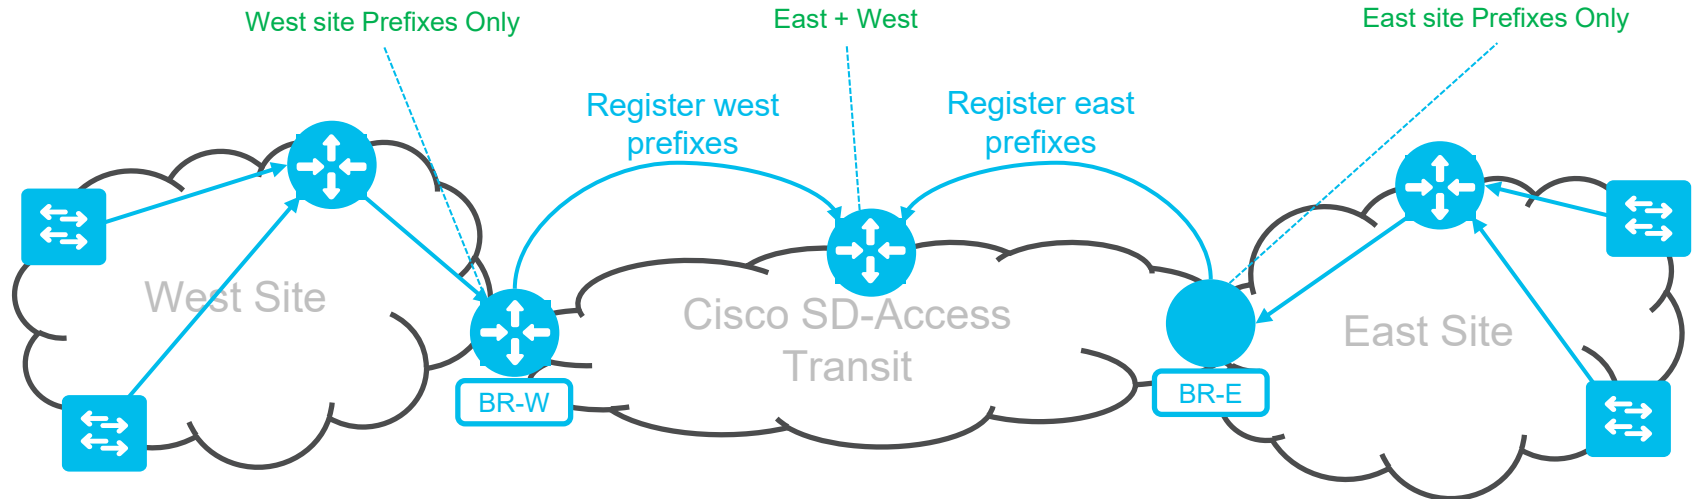 West site Prefixes Only
East + West
East site Prefixes Only
Register west
prefixes
Register east
prefixes
West Site
Cisco SD-Access
Transit
East Site
BR-W
BR-E